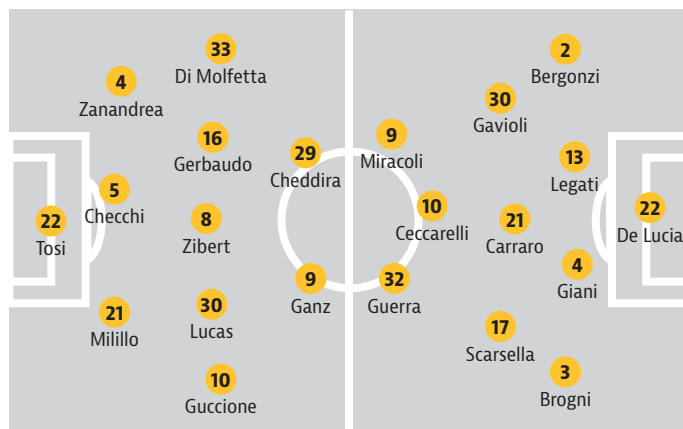 33
Di Molfetta
4
Zanandrea
16
Gerbaudo
29
Cheddira
5
Checchi
22
Tosi
8
Zibert
9
Ganz
21
Milillo
30
Lucas
10
Guccione
2
Bergonzi
30
Gavioli
9
Miracoli
13
Legati
10
Ceccarelli
21
Carraro
22
De Lucia
4
Giani
32
Guerra
17
Scarsella
3
Brogni